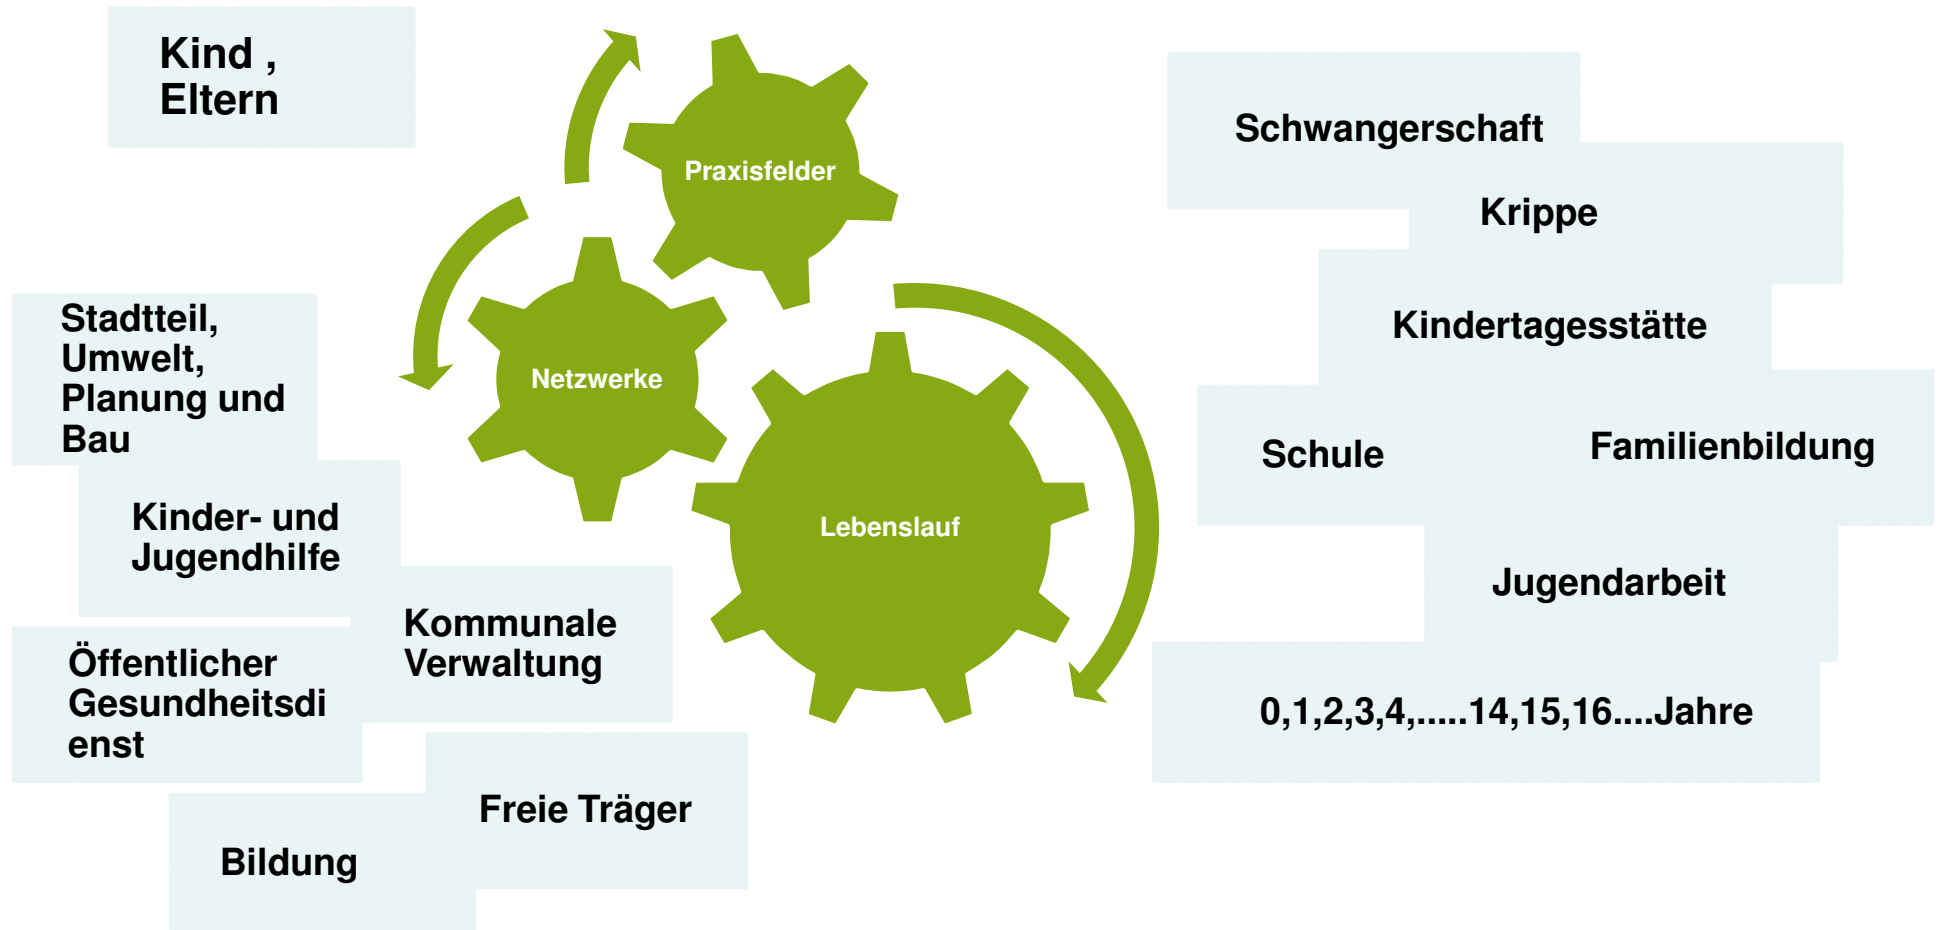 Kind ,
Eltern
Praxisfelder
Netzwerke
Lebenslauf
Stadtteil,
Umwelt,
Planung und
Bau
Kinder- und
Jugendhilfe
Kommunale
Verwaltung
Öffentlicher
Gesundheitsdi
enst
Freie Träger
Bildung
Schwangerschaft
Krippe
Kindertagesstätte
Schule
Familienbildung
Jugendarbeit
0,1,2,3,4,.....14,15,16....Jahre